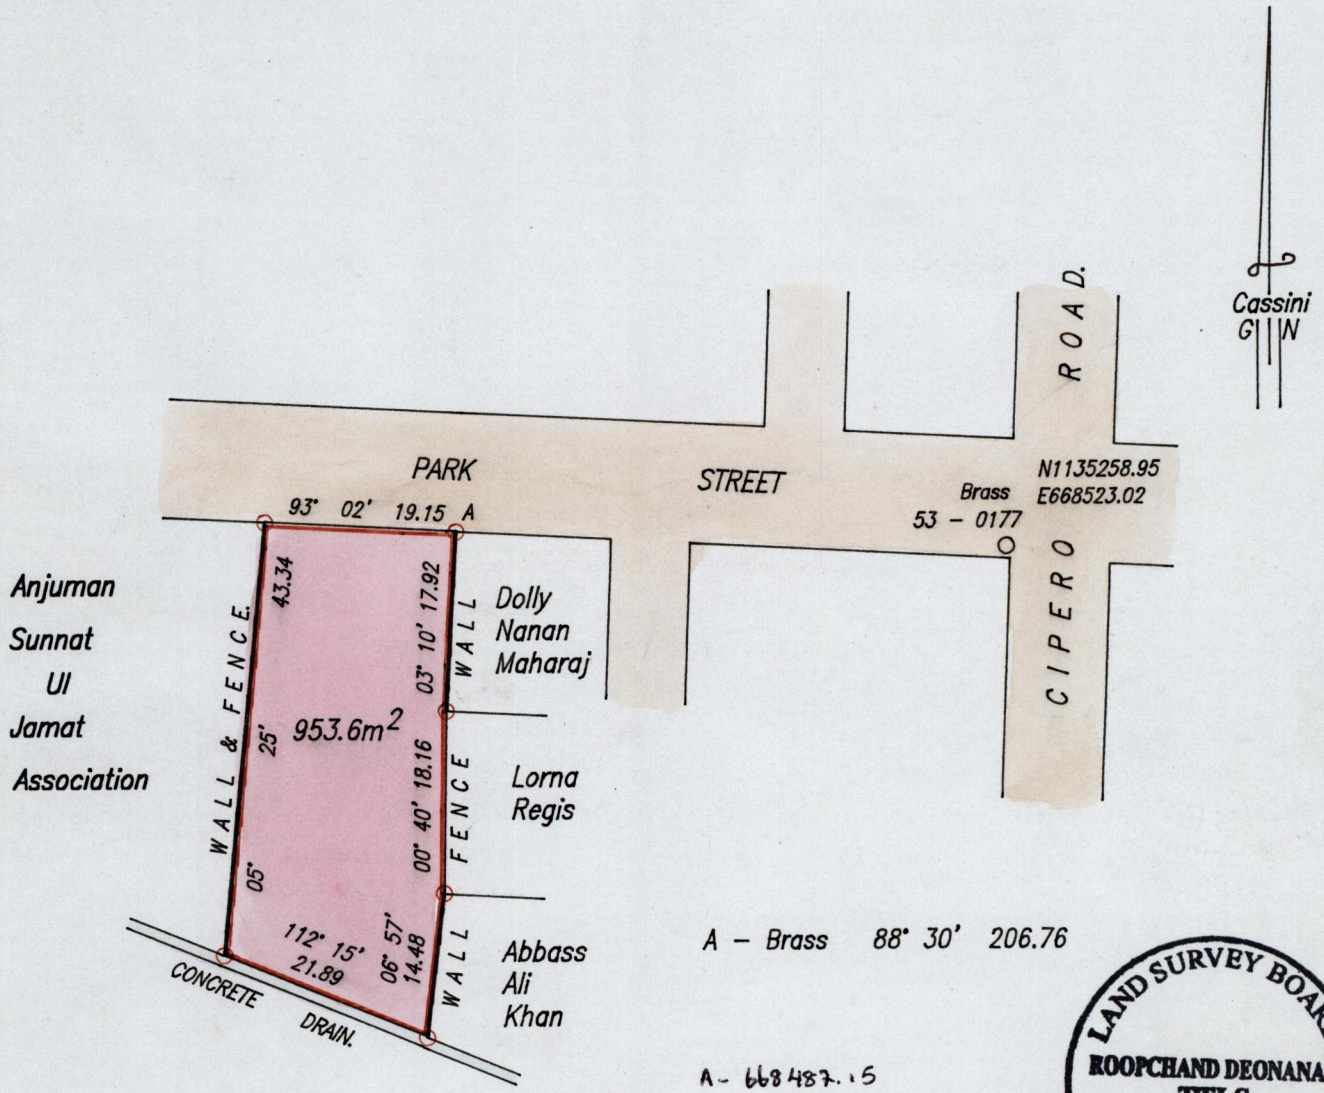 Cassini
G N
ROAD.
PARK
STREET
N1135258.95
E668523.02
Brass
53 - 0177
93° 02' 19.15 A
CIPERO
Anjuman
Sunnat
Ul
Jamat
Association
WALL & FENCE.
43.34
25'
05°
953.6m²
03° 10' 17.92
WALL
Dolly
Nanan
Maharaj
00° 40' 18.16
FENCE
Lorna
Regis
06° 57'
14.48
WALL
Abbass
Ali
Khan
112° 15'
21.89
CONCRETE
DRAIN.
A - Brass 88° 30' 206.76
A- 668487.15
LAND SURVEY BOAR
ROOPCHAND DEONANA